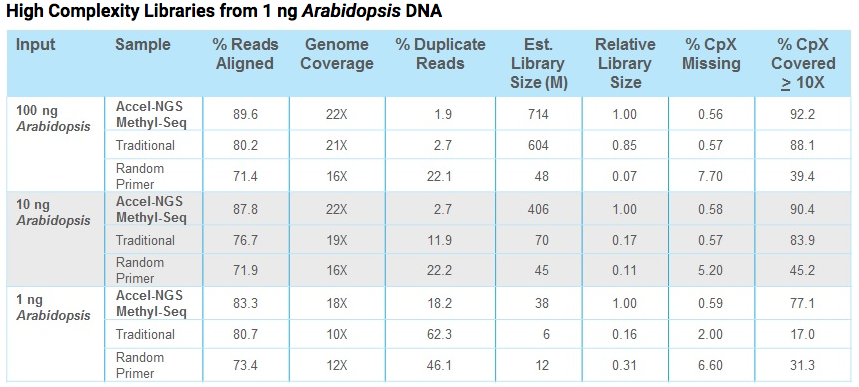 High Complexity Libraries from 1 ng Arabidopsis DNA
Input Sample % Reads Aligned Genome Coverage % Duplicate Reads Est. Library Size (M) Relative Library Size % CpX Missing % CpX Covered ≥ 10X
100 ng Arabidopsis Accel-NGS Methyl-Seq 89.6 22X 1.9 714 1.00 0.56 92.2
Traditional 80.2 21X 2.7 604 0.85 0.57 88.1
Random Primer 71.4 16X 22.1 48 0.07 7.70 39.4
10 ng Arabidopsis Accel-NGS Methyl-Seq 87.8 22X 2.7 406 1.00 0.58 90.4
Traditional 76.7 19X 11.9 70 0.17 0.57 83.9
Random Primer 71.9 16X 22.2 45 0.11 5.20 45.2
1 ng Arabidopsis Accel-NGS Methyl-Seq 83.3 18X 18.2 38 1.00 0.59 77.1
Traditional 80.7 10X 62.3 6 0.16 2.00 17.0
Random Primer 73.4 12X 46.1 12 0.31 6.60 31.3